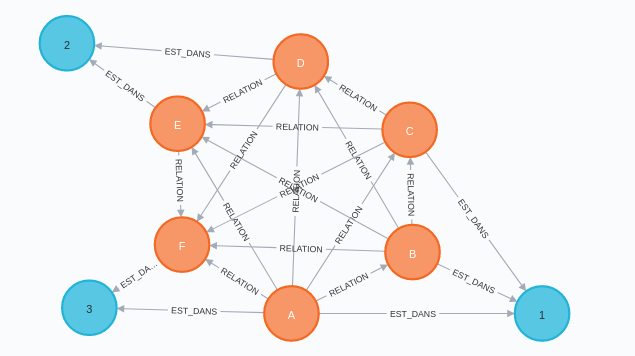 2
EST_DANS
D
EST_DANS
RELATION
RELATION
E
RELATION
C
RELATION
RELATION
RELATION
RELATION
RELATION
RELATION
RELATION
RELATION
RELATION
F
RELATION
B
EST_DANS
EST_DA...
RELATION
RELATION
EST_DANS
3
EST_DANS
A
EST_DANS
1